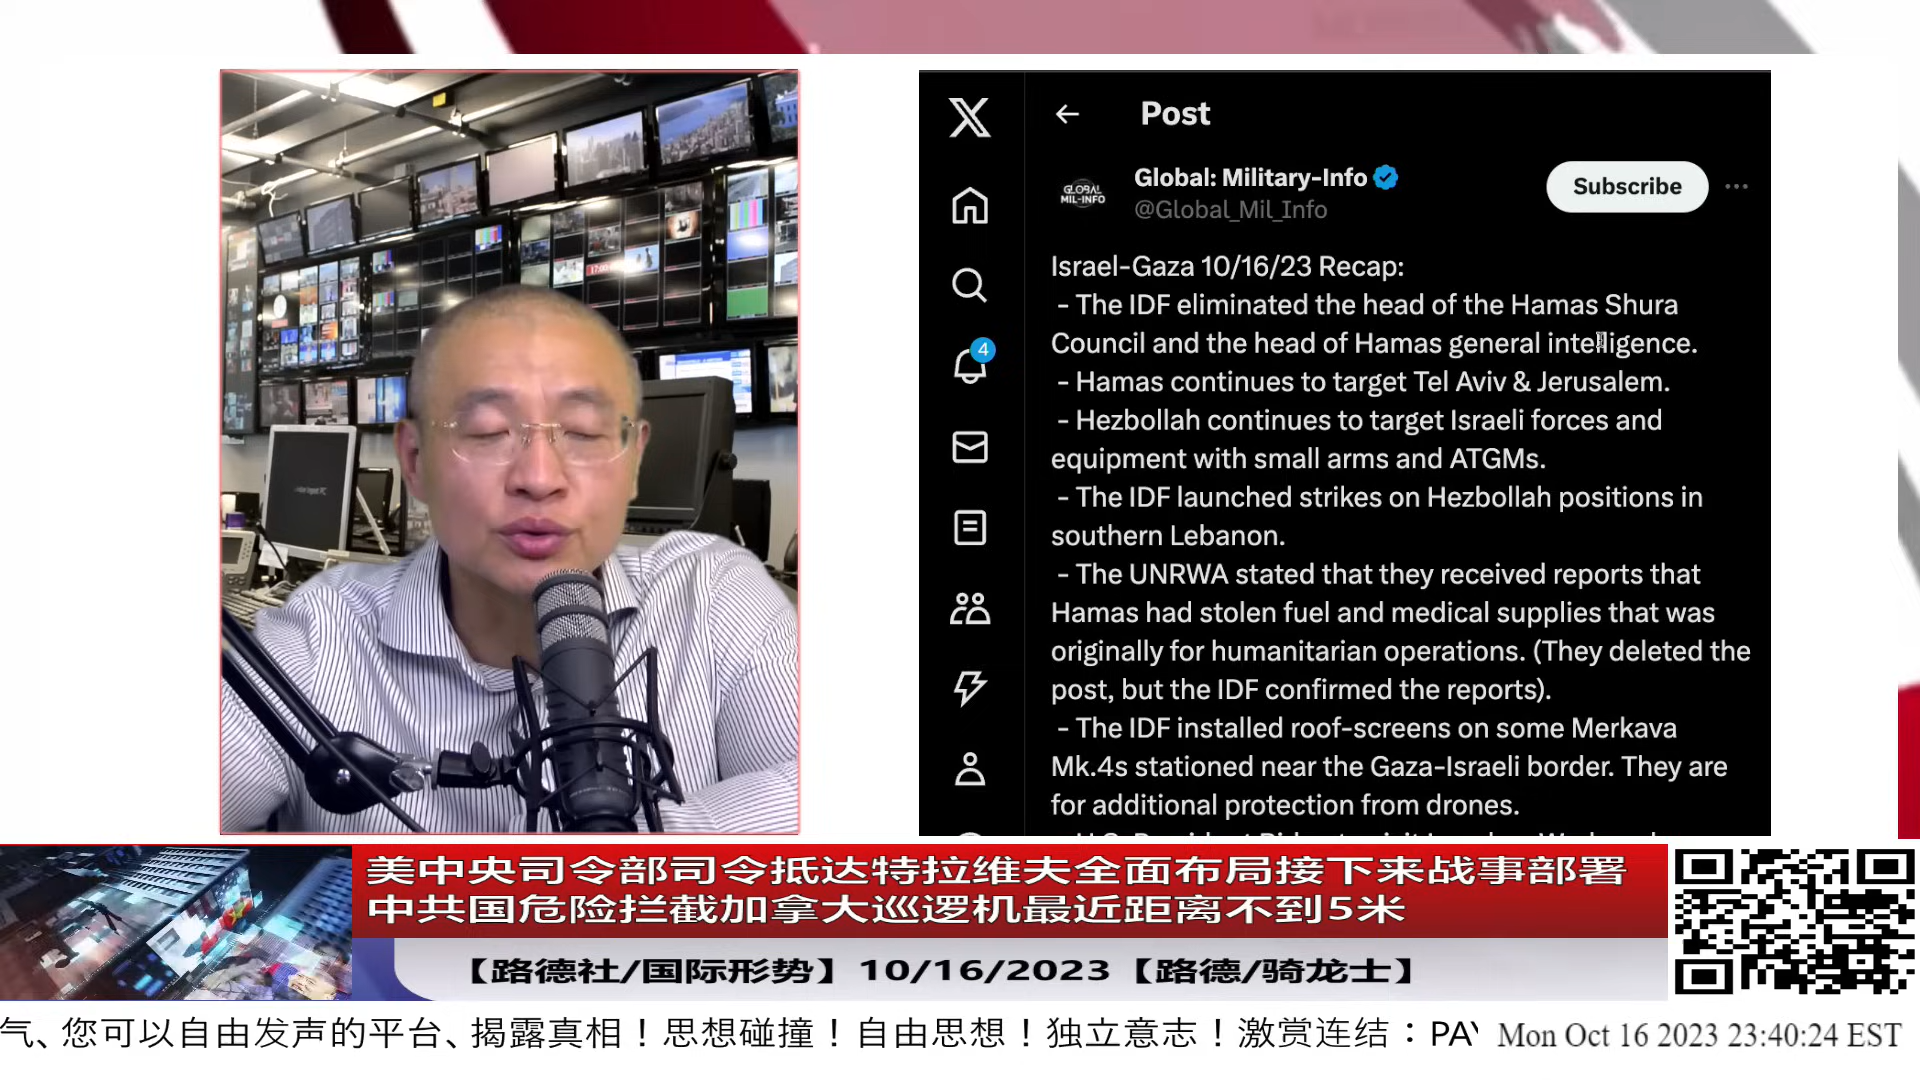 Post
Global: Military-Info
@Global_Mil_Info
Subscribe
GLOBAL
MIL-INFO
4
Israel-Gaza 10/16/23 Recap:
- The IDF eliminated the head of the Hamas Shura
Council and the head of Hamas general intelligence.
- Hamas continues to target Tel Aviv & Jerusalem.
- Hezbollah continues to target Israeli forces and
equipment with small arms and ATGMs.
- The IDF launched strikes on Hezbollah positions in
southern Lebanon.
- The UNRWA stated that they received reports that
Hamas had stolen fuel and medical supplies that was
originally for humanitarian operations. (They deleted the
post, but the IDF confirmed the reports).
- The IDF installed roof-screens on some Merkava
Mk.4s stationed near the Gaza-Israeli border. They are
for additional protection from drones.
美中央司令部司令抵达特拉维夫全面布局接下来战事部署
中共国危险拦截加拿大巡逻机最近距离不到5米
【路德社/国际形势】10/16/2023【路德/骑龙士】
气、您可以自由发声的平台、揭露真相！思想碰撞！自由思想！独立意志！激赏连结：PAY
Mon Oct 16 2023 23:40:24 EST